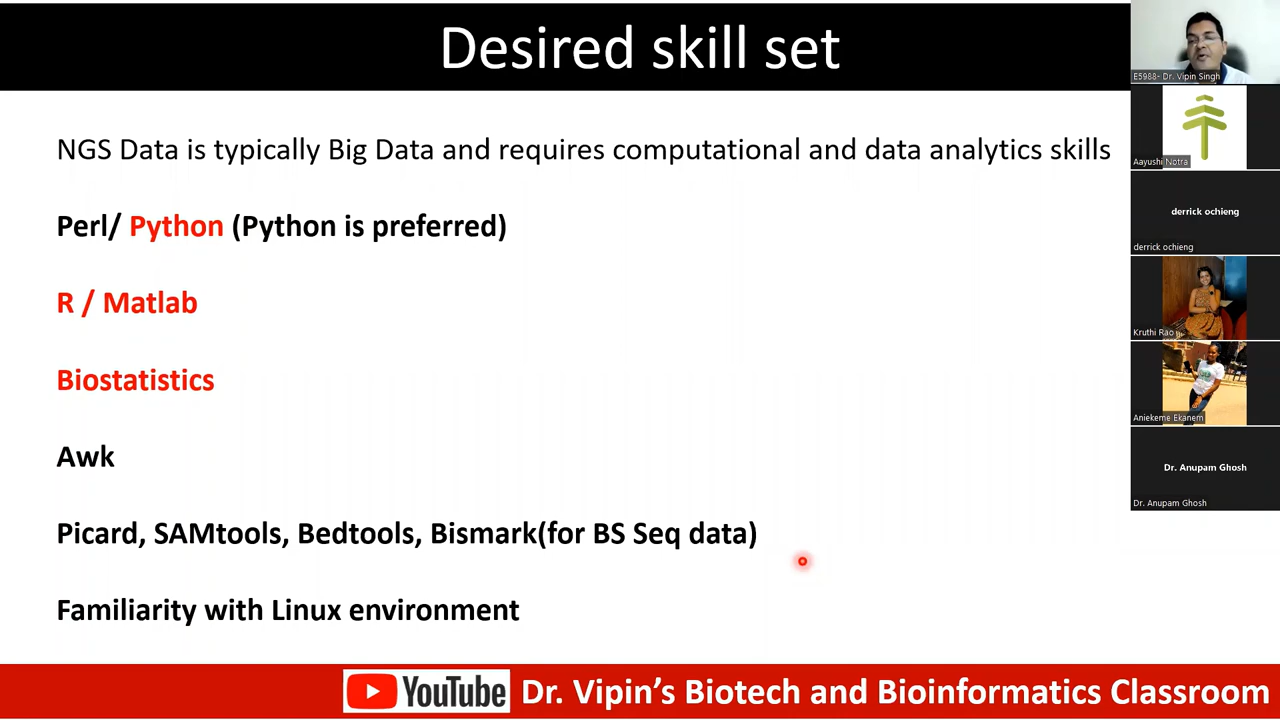 Desired skill set
NGS Data is typically Big Data and requires computational and data analytics skills
Perl/ Python (Python is preferred)
R / Matlab
Biostatistics
Awk
Picard, SAMtools, Bedtools, Bismark(for BS Seq data)
Familiarity with Linux environment
YouTube Dr. Vipin's Biotech and Bioinformatics Classroom
E5988- Dr. Vipin Singh
Aayushi Notra
derrick ochieng
derrick ochieng
Kruthi Rao
Aniekeme Ekanem
Dr. Anupam Ghosh
Dr. Anupam Ghosh